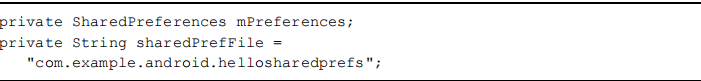 private SharedPreferences mPreferences;
private String sharedPrefFile =
   "com.example.android.hellosharedprefs";